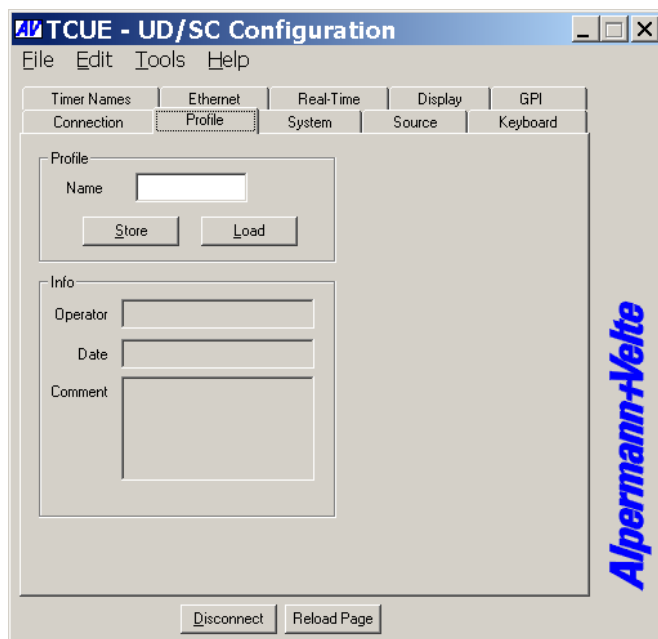 AV TCUE - UD/SC Configuration
File Edit Tools Help
Timer Names Ethernet Real-Time Display GPI
Connection Profile System Source Keyboard
Profile
Name
Store Load
Info
Operator
Date
Comment
Alpermann+Velte
Disconnect Reload Page